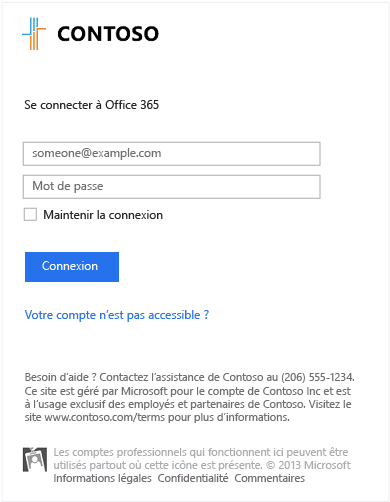 CONTOSO
Se connecter à Office 365
someone@example.com
Mot de passe
Maintenir la connexion
Connexion
Votre compte n'est pas accessible ?
Besoin d'aide ? Contactez l'assistance de Contoso au (206) 555-1234.
Ce site est géré par Microsoft pour le compte de Contoso Inc et est
à l'usage exclusif des employés et partenaires de Contoso. Visitez le
site www.contoso.com/terms pour plus d'informations.
Les comptes professionnels qui fonctionnent ici peuvent être
utilisés partout où cette icône est présente. © 2013 Microsoft
Informations légales Confidentialité Commentaires